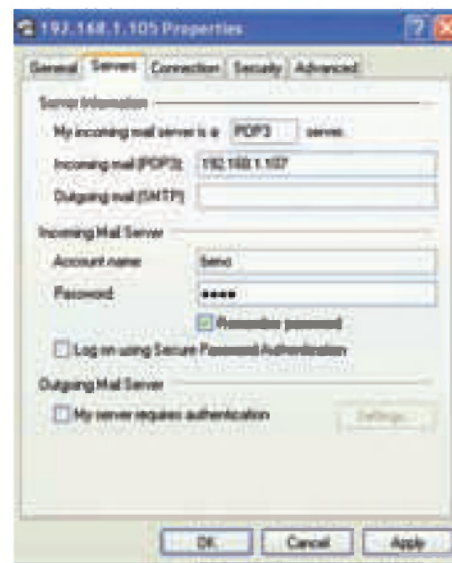 192.168.1.105 Properties
General Servers Connection Security Advanced
Server Information
My incoming mail server is a POP3 server.
Incoming mail (POP3): 192.168.1.107
Outgoing mail (SMTP):
Incoming Mail Server
Account name:
Password: ●●●●
Remember password
Log on using Secure Password Authentication
Outgoing Mail Server
My server requires authentication Settings...
OK Cancel Apply